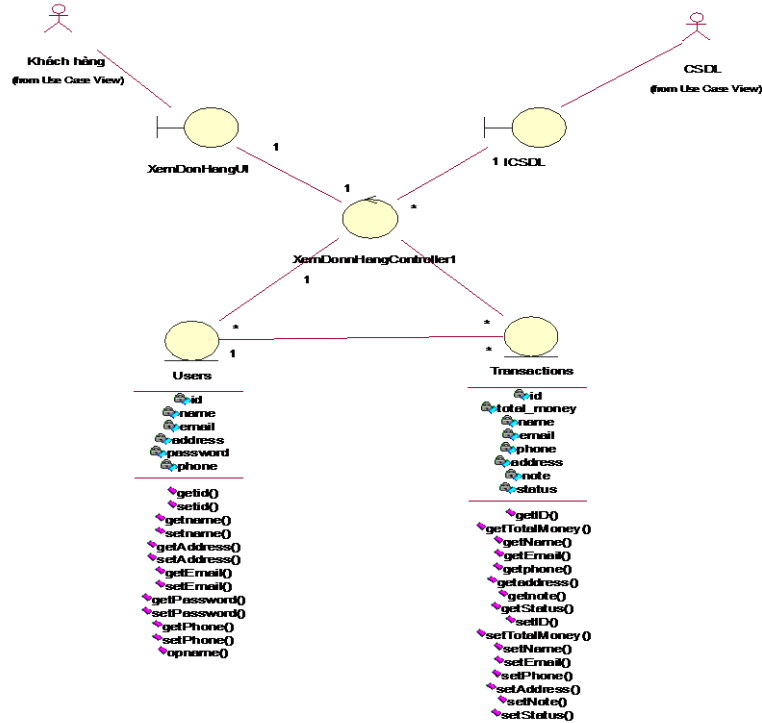 Khách hàng
(from Use Case View)
CSDL
(from Use Case View)
XemDonHangUI
1
1
1 ICSDL
*
XemDonnHangController1
1
*
1
*
*
Users
id
name
email
address
password
phone
getid()
setid()
getname()
setname()
getAddress()
setAddress()
getEmail()
setEmail()
getPassword()
setPassword()
getPhone()
setPhone()
opname()
Transactions
id
total_money
name
email
phone
address
note
status
getID()
getTotalMoney()
getName()
getEmail()
getphone()
getaddress()
getnote()
getStatus()
setID()
setTotalMoney()
setName()
setEmail()
setPhone()
setAddress()
setNote()
setStatus()